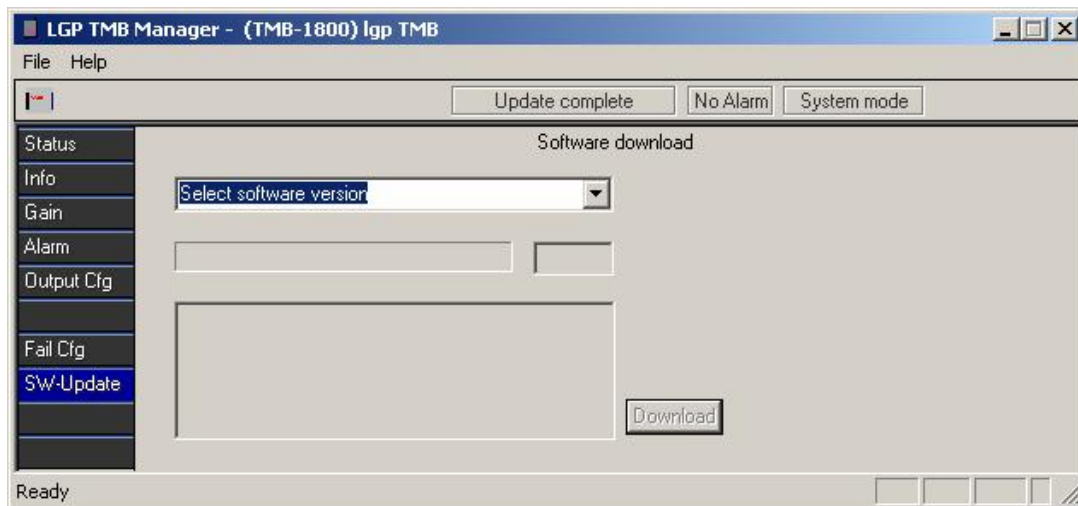 LGP TMB Manager - (TMB-1800) lgp TMB
File Help
Update complete No Alarm System mode
Status
Info
Gain
Alarm
Output Cfg
Fail Cfg
SW-Update
Software download
Select software version
Download
Ready